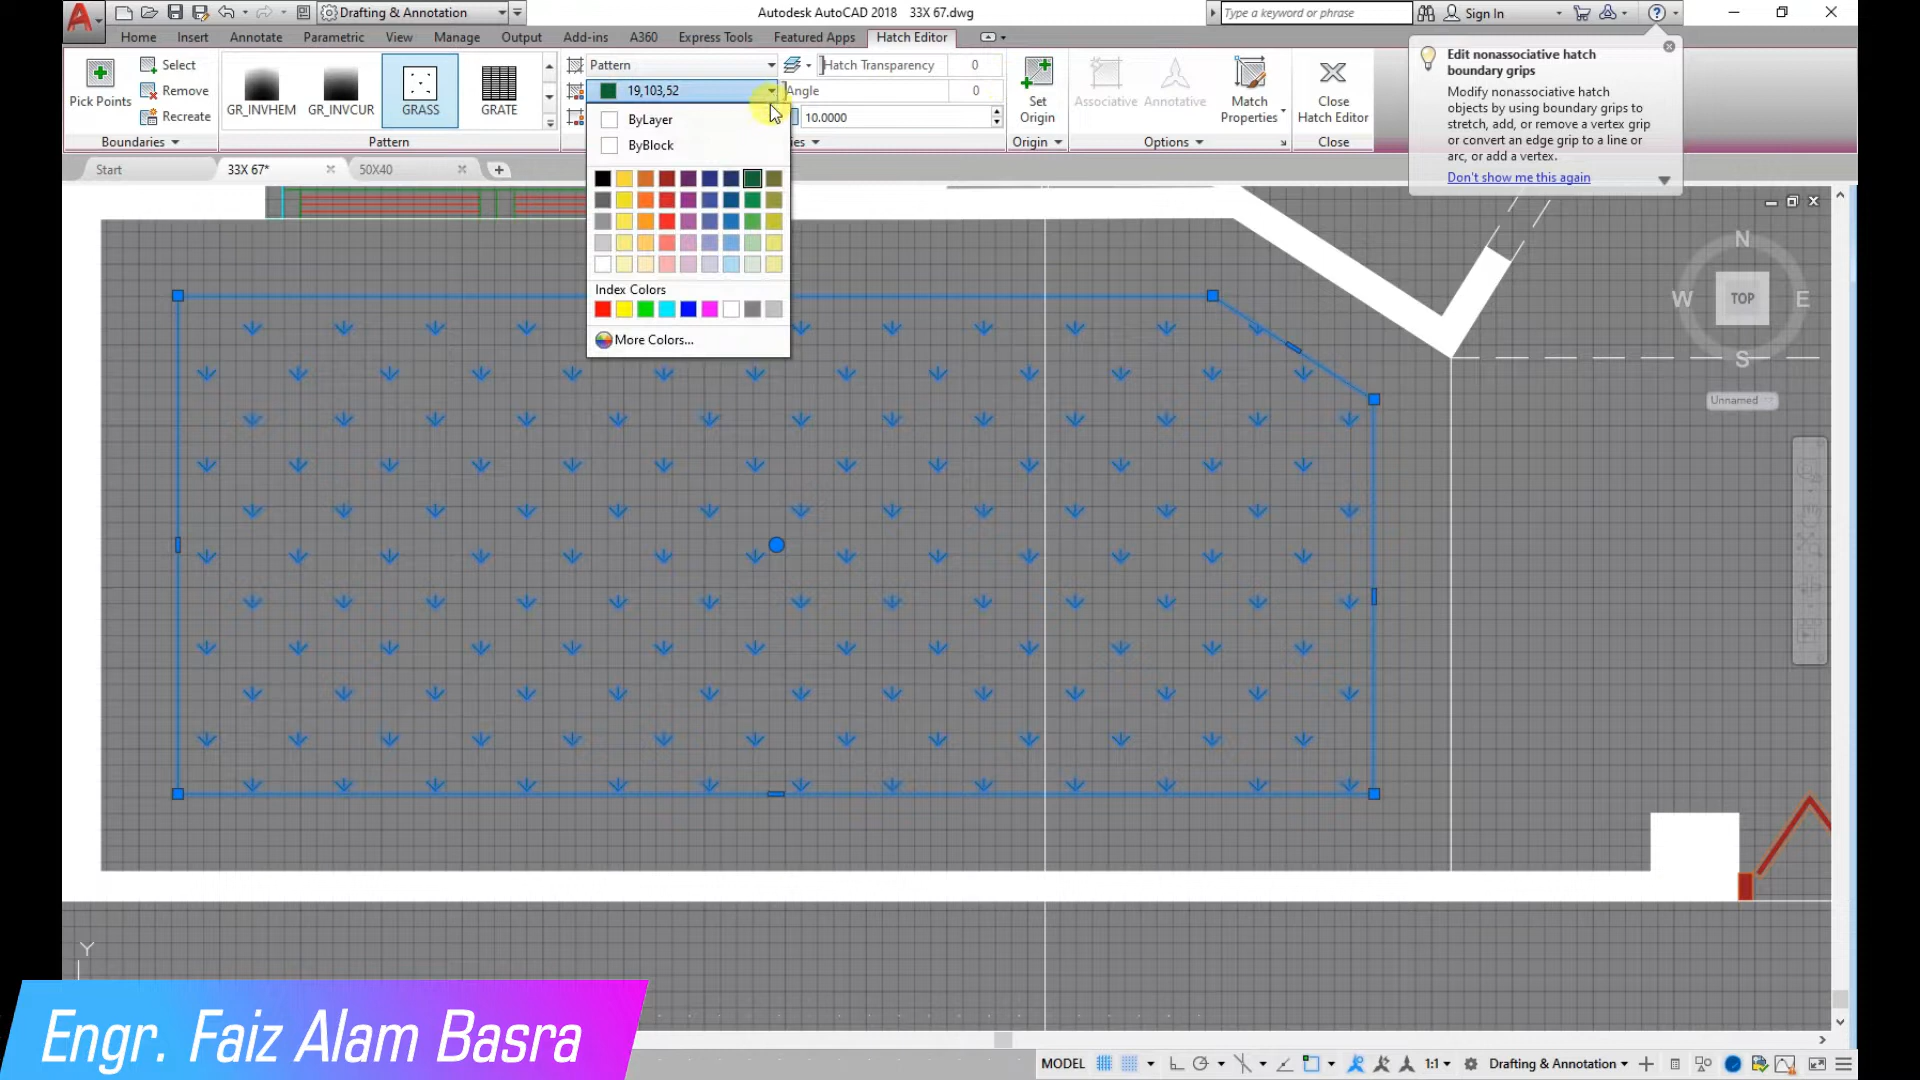 Drafting & Annotation
Autodesk AutoCAD 2018 33X 67.dwg
Type a keyword or phrase
Sign In
Home Insert Annotate Parametric View Manage Output Add-ins A360 Express Tools Featured Apps Hatch Editor
Pick Points
Select
Remove
Recreate
Boundaries
GR_INVHEM
GR_INVCUR
GRASS
GRATE
Pattern
Pattern
19,103,52
Hatch Transparency 0
Angle 0
10.0000
ByLayer
ByBlock
Index Colors
More Colors...
Set
Origin
Origin
Associative
Annotative
Match
Properties
Options
Close
Hatch Editor
Close
Edit nonassociative hatch
boundary grips
Modify nonassociative hatch
objects by using boundary grips to
stretch, add, or remove a vertex grip
or convert an edge grip to a line or
arc, or add a vertex.
Don't show me this again
Start
33X 67*
50X40
N
W
TOP
E
S
Unnamed
Y
Engr. Faiz Alam Basra
MODEL
1:1
Drafting & Annotation